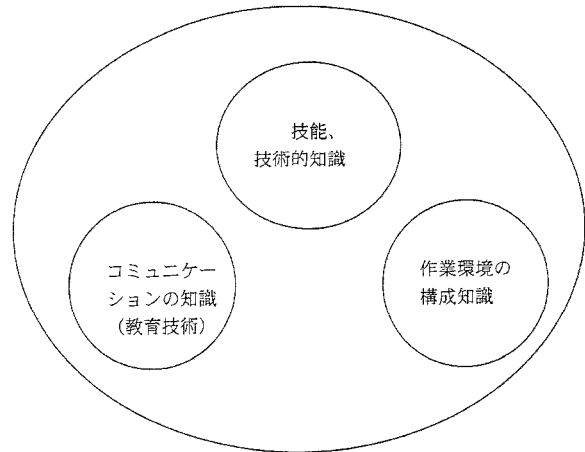 技能、
技術的知識
コミュニケー
ションの知識
（教育技術）
作業環境の
構成知識